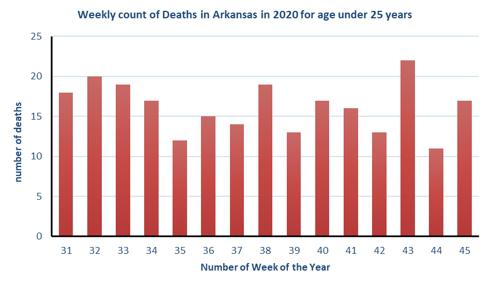 Weekly count of Deaths in Arkansas in 2020 for age under 25 years
25
20
15
10
5
0
number of deaths
31 32 33 34 35 36 37 38 39 40 41 42 43 44 45
Number of Week of the Year